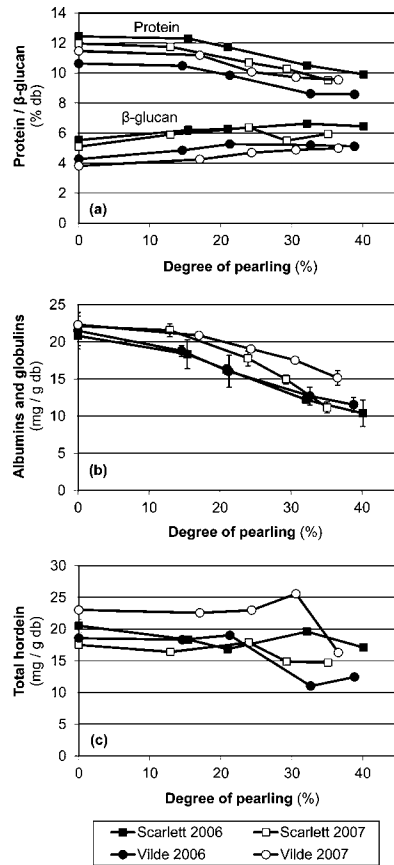 14
12
10
8
6
4
2
0
Protein / β-glucan
(% db)
Protein
β-glucan
(a)
0 10 20 30 40
Degree of pearling (%)
25
20
15
10
5
0
Albumins and globulins
(mg / g db)
(b)
0 10 20 30 40
Degree of pearling (%)
30
25
20
15
10
5
0
Total hordein
(mg / g db)
(c)
0 10 20 30 40
Degree of pearling (%)
Scarlett 2006 Scarlett 2007
Vilde 2006 Vilde 2007